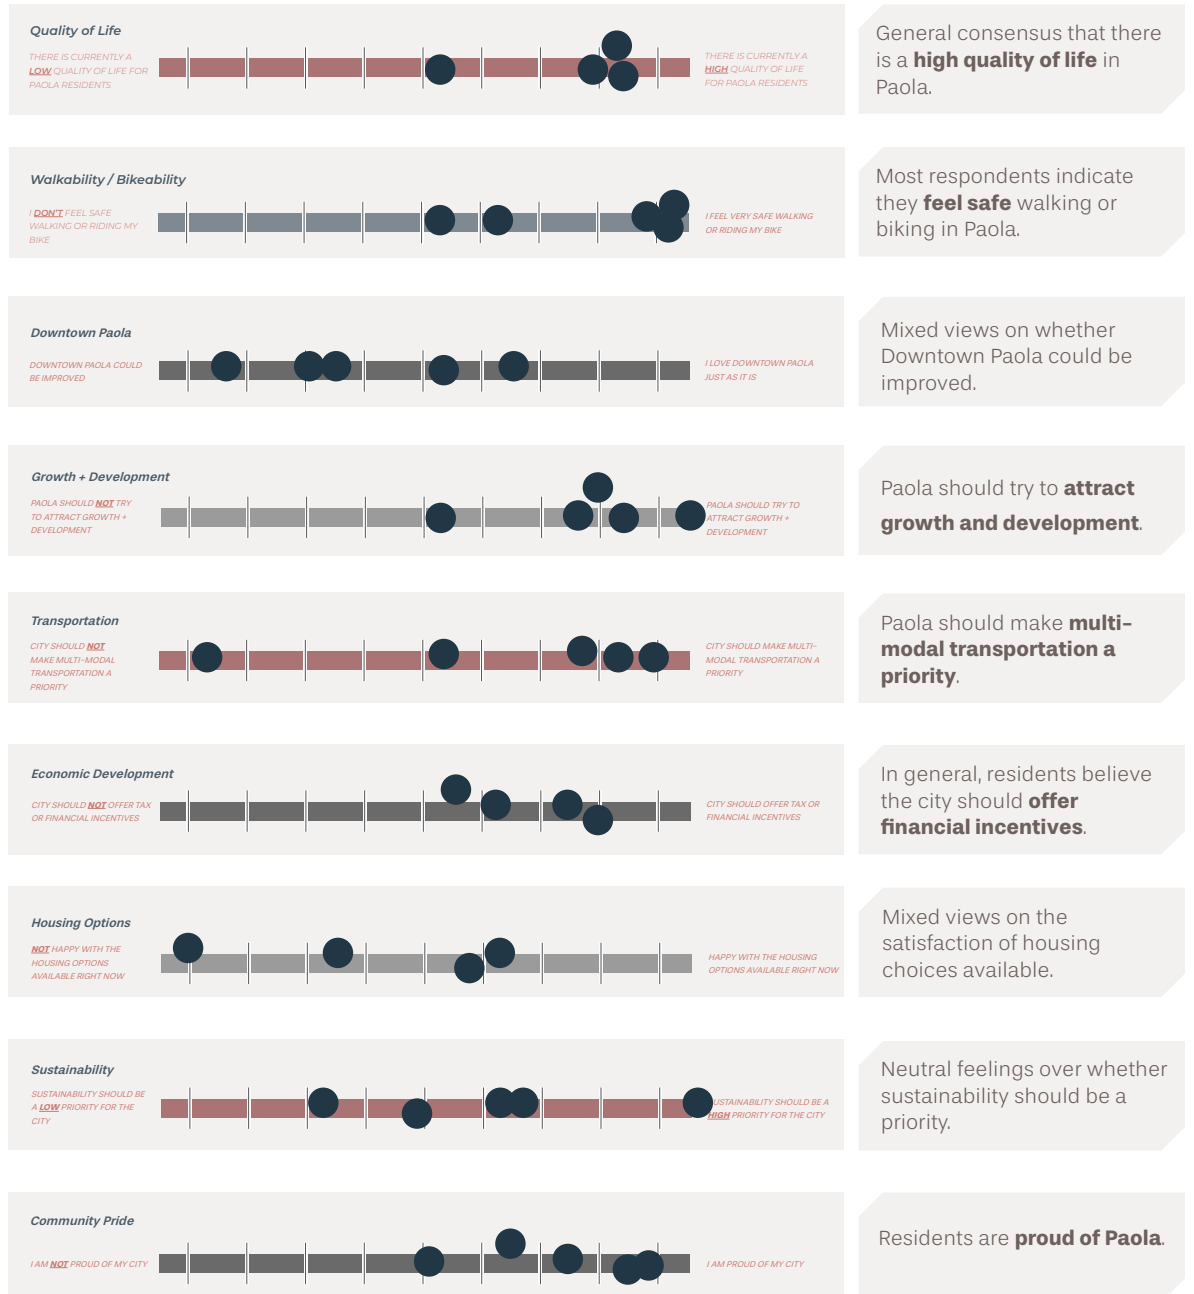 Quality of Life
THERE IS CURRENTLY A
LOW QUALITY OF LIFE FOR
PAOLA RESIDENTS
THERE IS CURRENTLY A
HIGH QUALITY OF LIFE
FOR PAOLA RESIDENTS
General consensus that there
is a high quality of life in
Paola.
Walkability / Bikeability
I DON'T FEEL SAFE
WALKING OR RIDING MY
BIKE
I FEEL VERY SAFE WALKING
OR RIDING MY BIKE
Most respondents indicate
they feel safe walking or
biking in Paola.
Downtown Paola
DOWNTOWN PAOLA COULD
BE IMPROVED
I LOVE DOWNTOWN PAOLA
JUST AS IT IS
Mixed views on whether
Downtown Paola could be
improved.
Growth + Development
PAOLA SHOULD NOT TRY
TO ATTRACT GROWTH +
DEVELOPMENT
PAOLA SHOULD TRY TO
ATTRACT GROWTH +
DEVELOPMENT
Paola should try to attract
growth and development.
Transportation
CITY SHOULD NOT
MAKE MULTI-MODAL
TRANSPORTATION A
PRIORITY
CITY SHOULD MAKE MULTI-
MODAL TRANSPORTATION A
PRIORITY
Paola should make multi-
modal transportation a
priority.
Economic Development
CITY SHOULD NOT OFFER TAX
OR FINANCIAL INCENTIVES
CITY SHOULD OFFER TAX OR
FINANCIAL INCENTIVES
In general, residents believe
the city should offer
financial incentives.
Housing Options
NOT HAPPY WITH THE
HOUSING OPTIONS
AVAILABLE RIGHT NOW
HAPPY WITH THE HOUSING
OPTIONS AVAILABLE RIGHT NOW
Mixed views on the
satisfaction of housing
choices available.
Sustainability
SUSTAINABILITY SHOULD BE
A LOW PRIORITY FOR THE
CITY
SUSTAINABILITY SHOULD BE A
HIGH PRIORITY FOR THE CITY
Neutral feelings over whether
sustainability should be a
priority.
Community Pride
I AM NOT PROUD OF MY CITY
I AM PROUD OF MY CITY
Residents are proud of Paola.